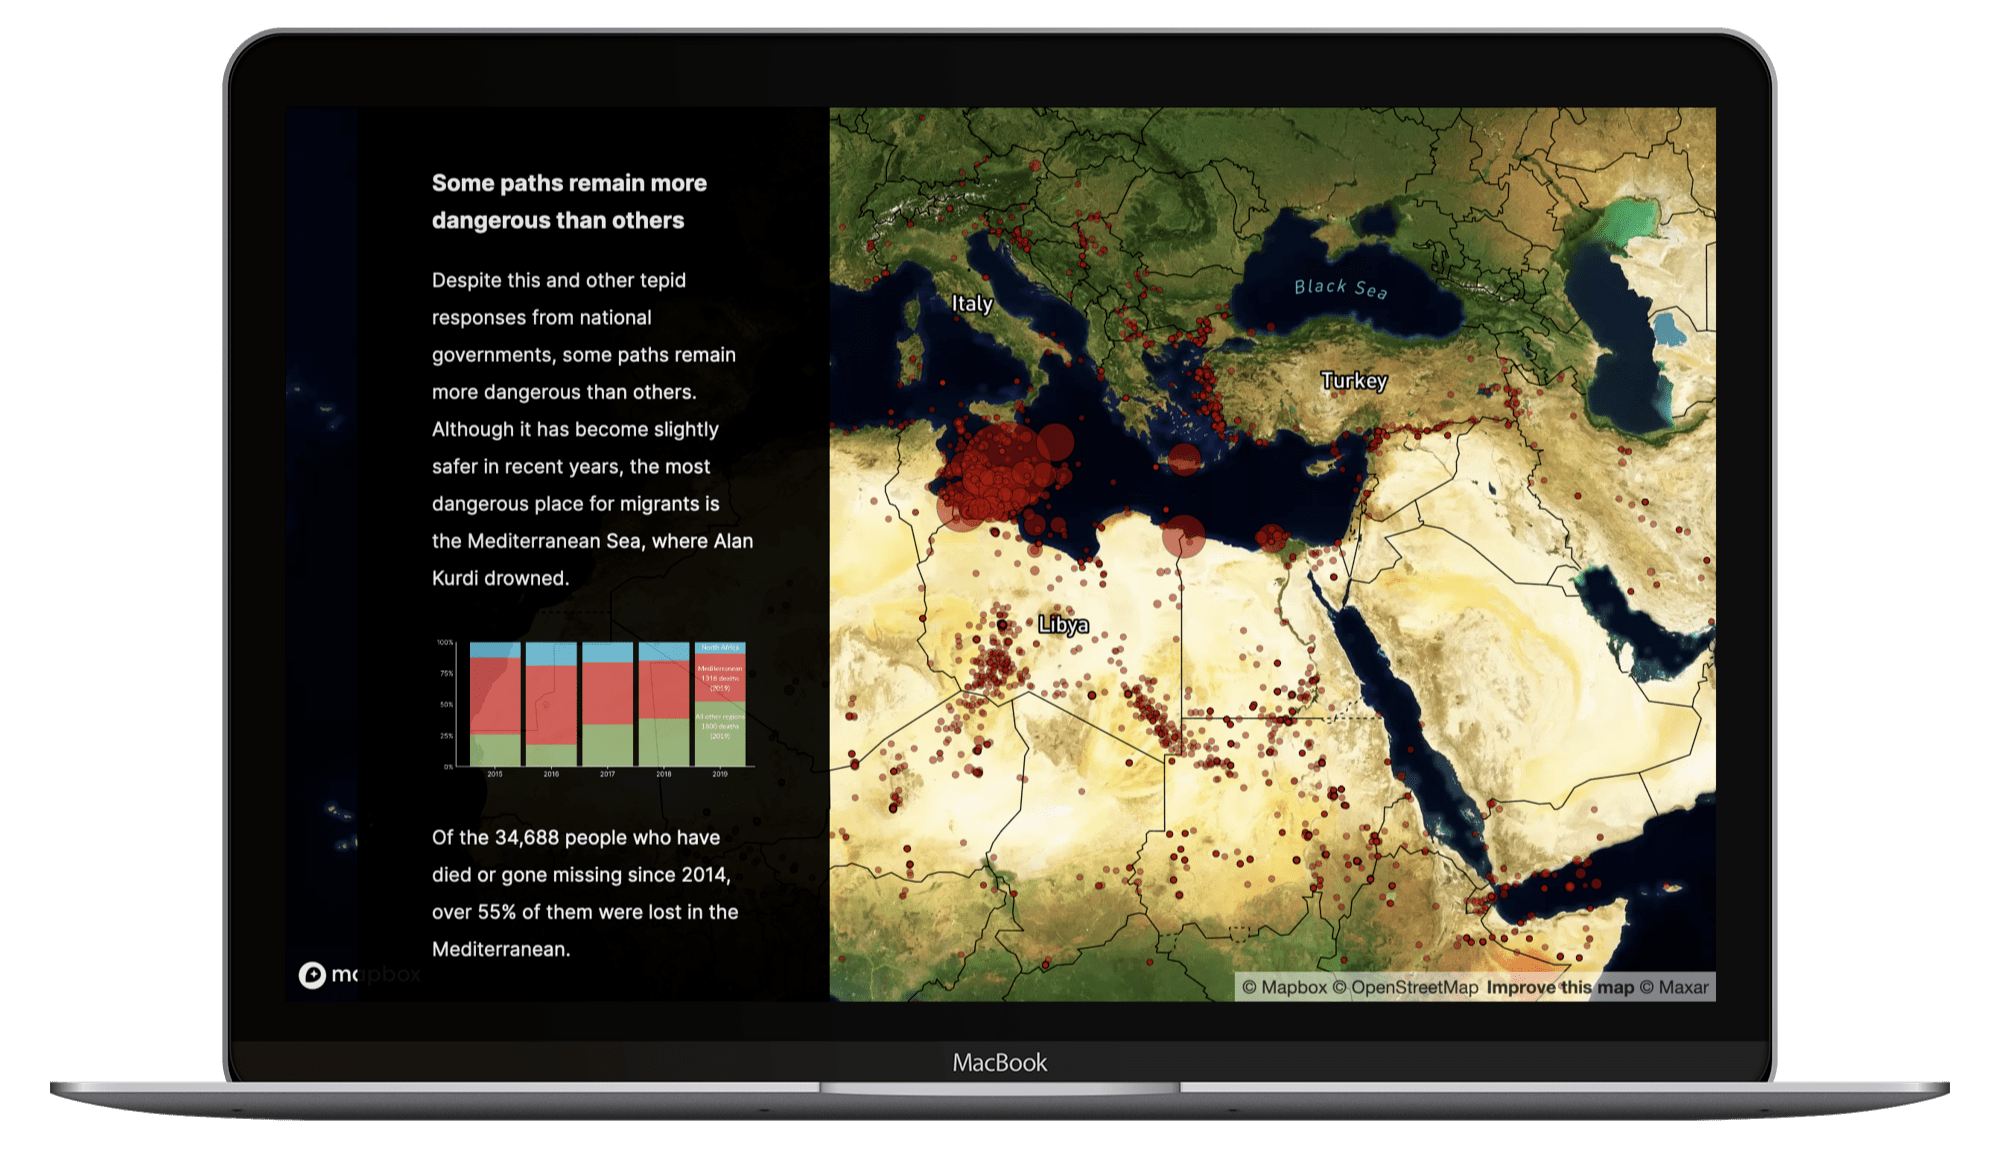 Some paths remain more
dangerous than others
Despite this and other tepid
responses from national
governments, some paths remain
more dangerous than others.
Although it has become slightly
safer in recent years, the most
dangerous place for migrants is
the Mediterranean Sea, where Alan
Kurdi drowned.
100%
75%
50%
25%
0%
North Africa
Mediterranean
1318 deaths
(2019)
All other regions
1800 deaths
(2019)
2015 2016 2017 2018 2019
Of the 34,688 people who have
died or gone missing since 2014,
over 55% of them were lost in the
Mediterranean.
mapbox
Italy
Black Sea
Turkey
Libya
© Mapbox © OpenStreetMap Improve this map © Maxar
MacBook